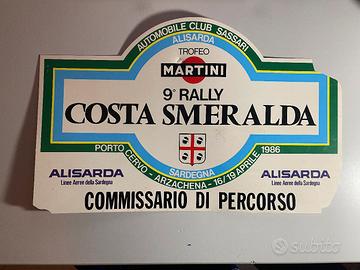 AUTOMOBILE CLUB SASSARI
ALISARDA
TROFEO
MARTINI
9° RALLY
COSTA SMERALDA
PORTO CERVO - ARZACHENA - 16/19 APRILE 1986
SARDEGNA
ALISARDA
Linee Aeree della Sardegna
ALISARDA
Linee Aeree della Sardegna
COMMISSARIO DI PERCORSO
subito